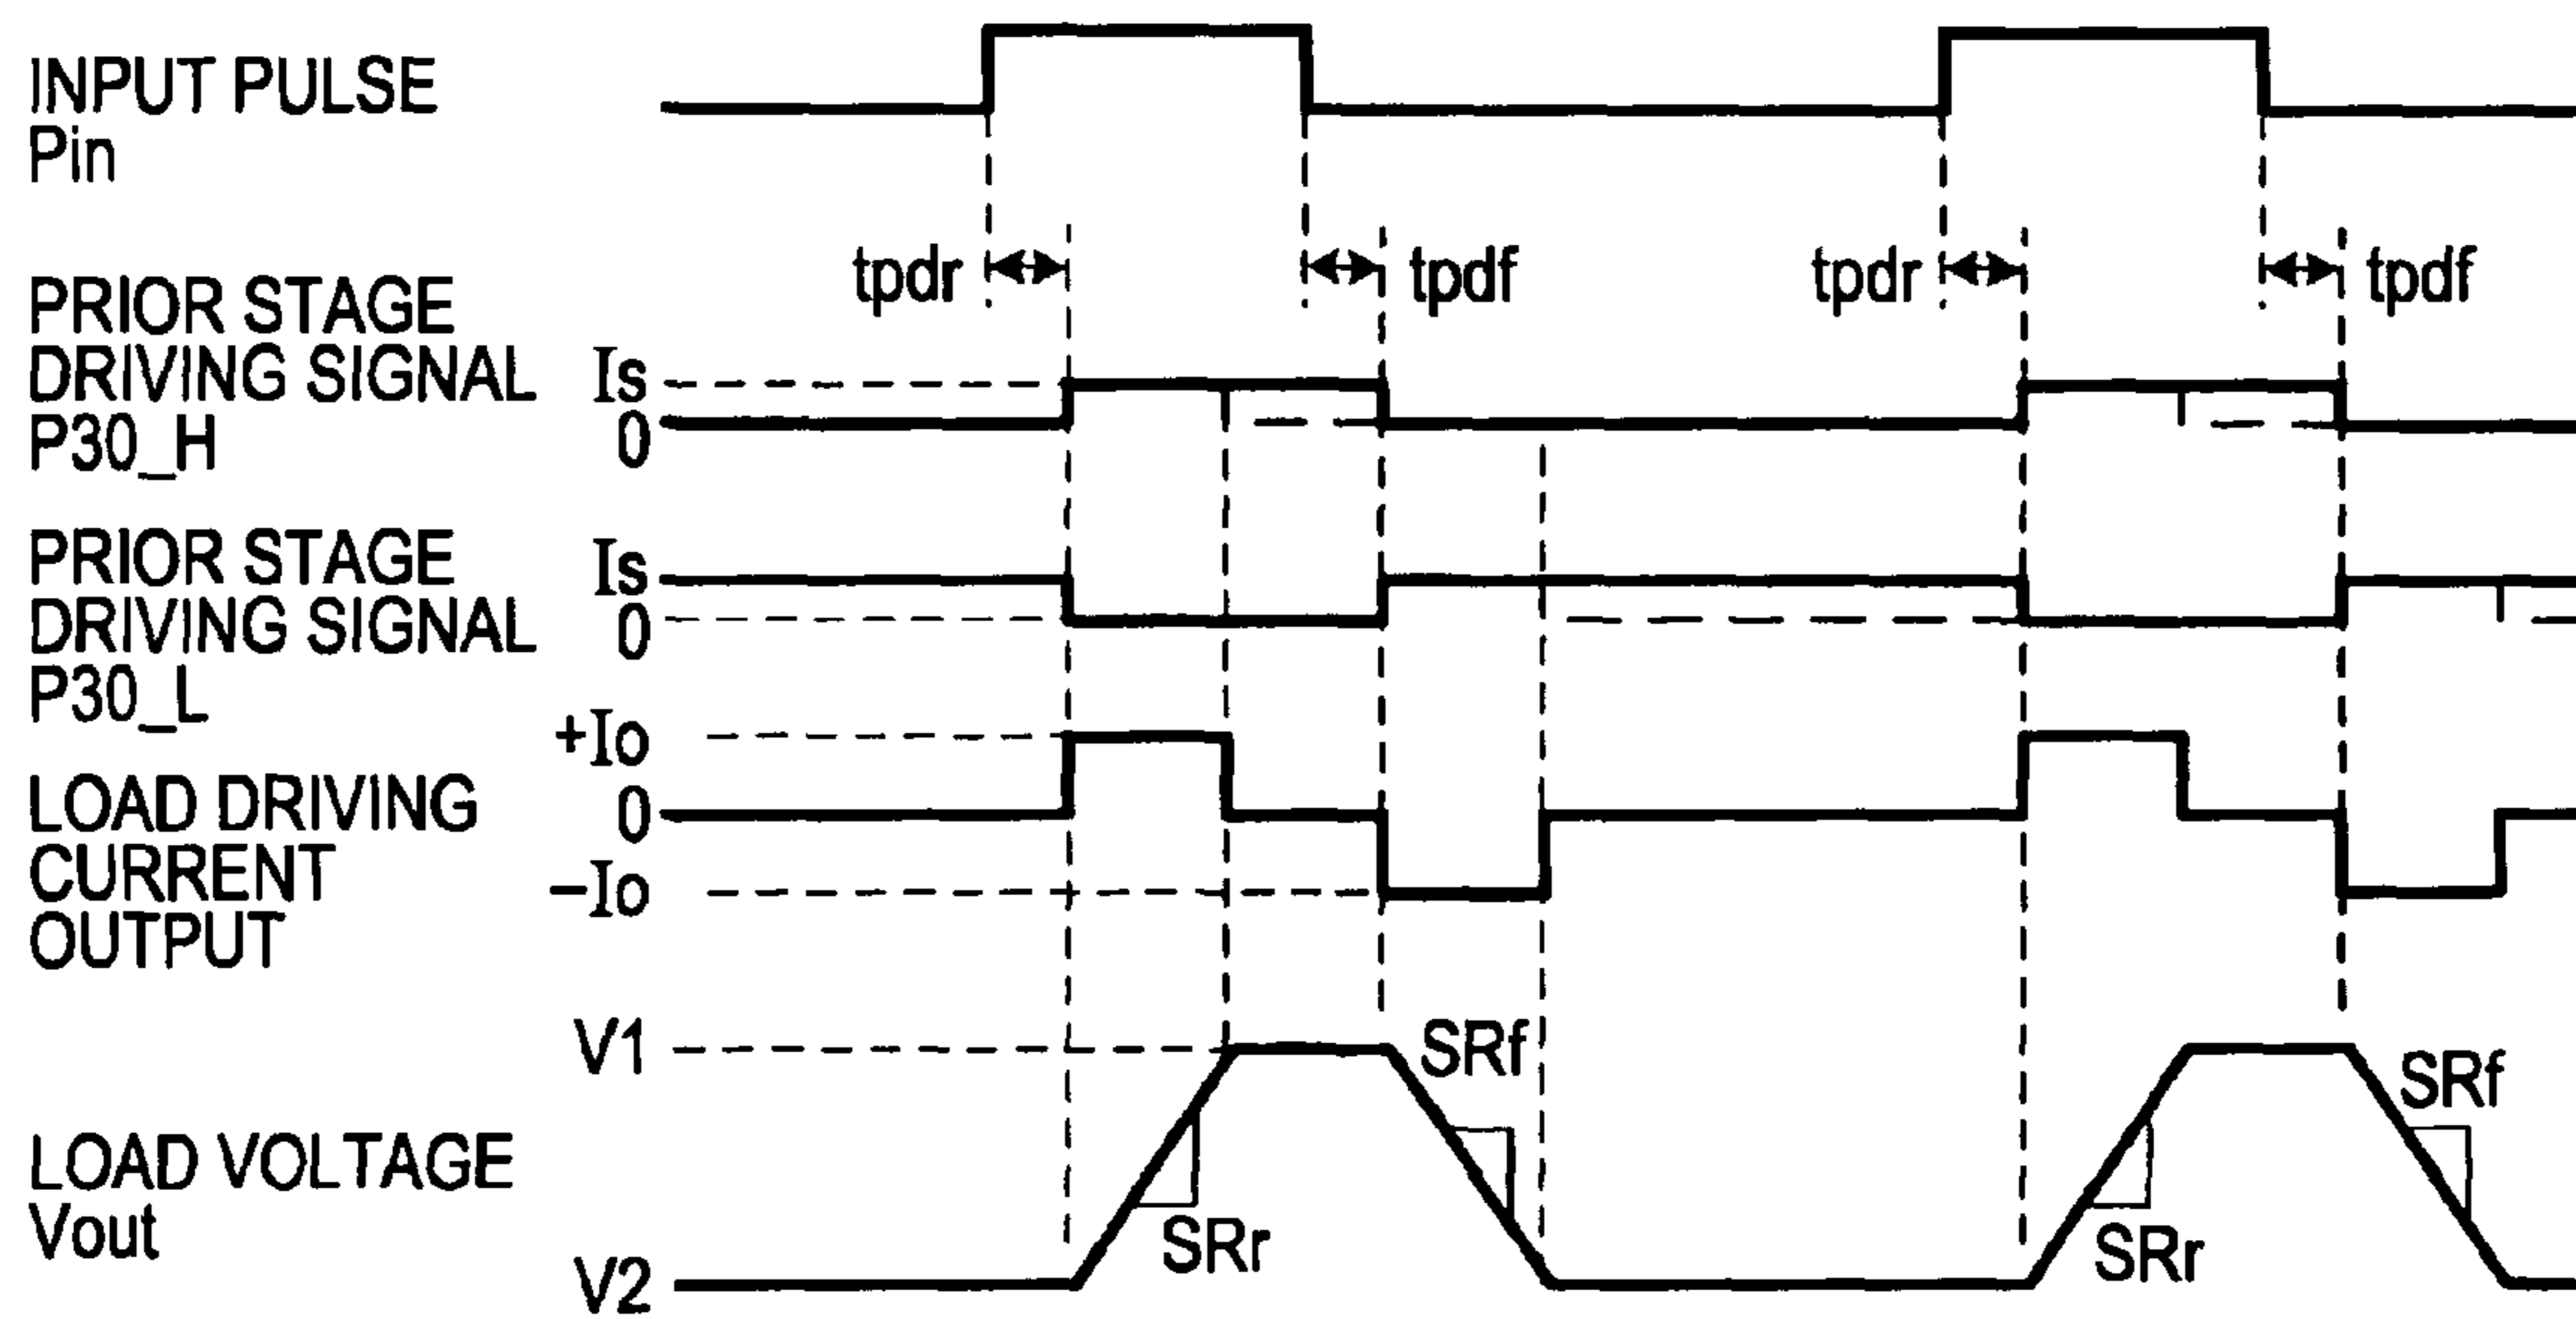 INPUT PULSE
Pin
tpdr
tpdf
tpdr
tpdf
PRIOR STAGE
DRIVING SIGNAL
P30_H
Is
0
PRIOR STAGE
DRIVING SIGNAL
P30_L
Is
0
LOAD DRIVING
CURRENT
OUTPUT
+Io
0
−Io
LOAD VOLTAGE
Vout
V1
V2
SRr
SRf
SRr
SRf